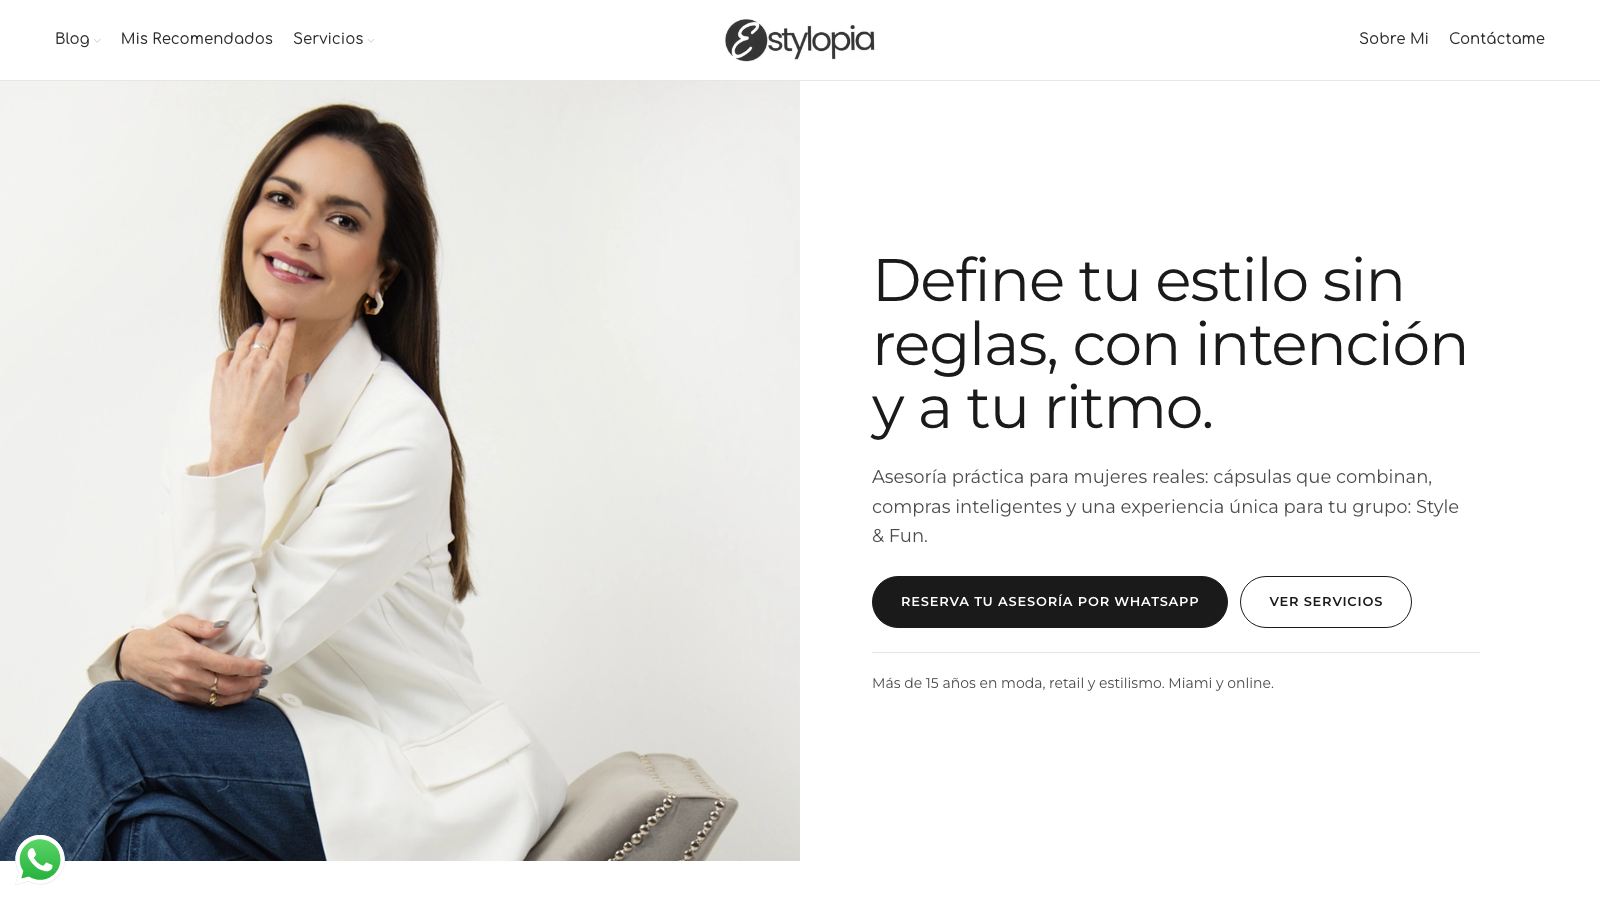 Blog
Mis Recomendados
Servicios
Estylopia
Sobre Mi
Contáctame
Define tu estilo sin
reglas, con intención
y a tu ritmo.
Asesoría práctica para mujeres reales: cápsulas que combinan,
compras inteligentes y una experiencia única para tu grupo: Style
& Fun.
RESERVA TU ASESORÍA POR WHATSAPP
VER SERVICIOS
Más de 15 años en moda, retail y estilismo. Miami y online.